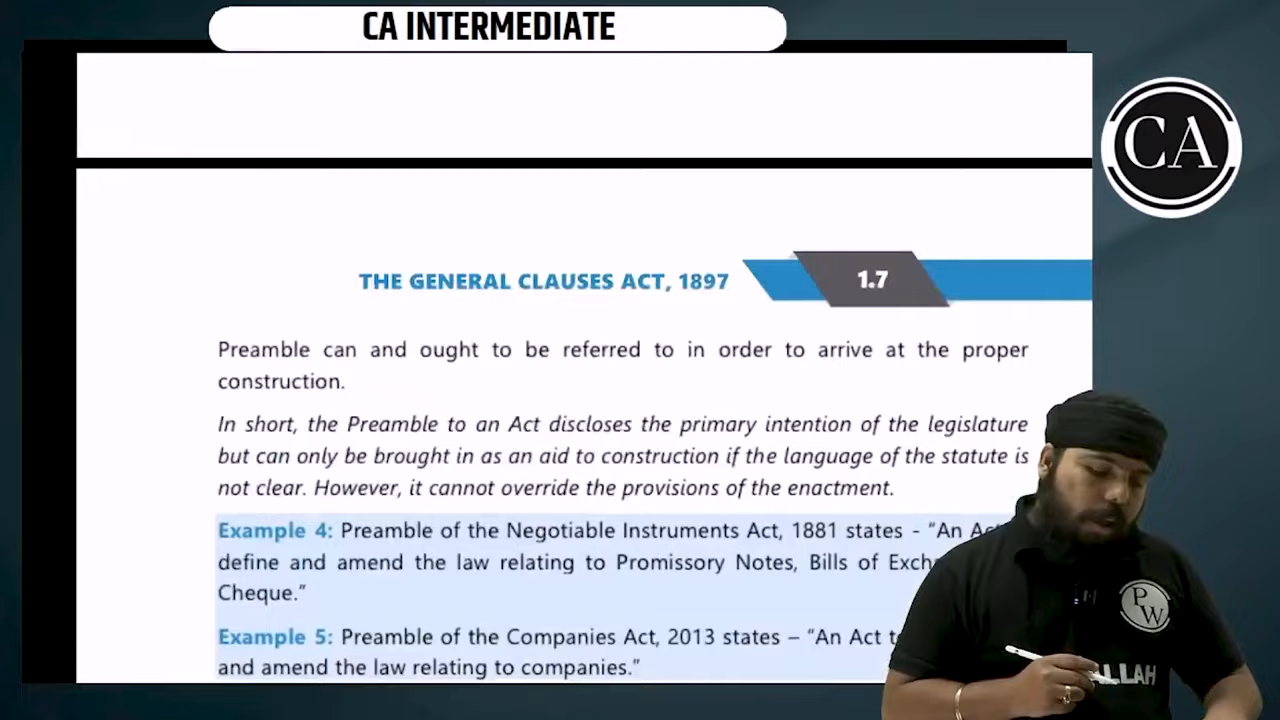 CA INTERMEDIATE
CA
THE GENERAL CLAUSES ACT, 1897
1.7
Preamble can and ought to be referred to in order to arrive at the proper
construction.
In short, the Preamble to an Act discloses the primary intention of the legislature
but can only be brought in as an aid to construction if the language of the statute is
not clear. However, it cannot override the provisions of the enactment.
Example 4: Preamble of the Negotiable Instruments Act, 1881 states - “An Act
define and amend the law relating to Promissory Notes, Bills of Exch
Cheque.”
Example 5: Preamble of the Companies Act, 2013 states – “An Act to
and amend the law relating to companies.”
PW
ALLAH